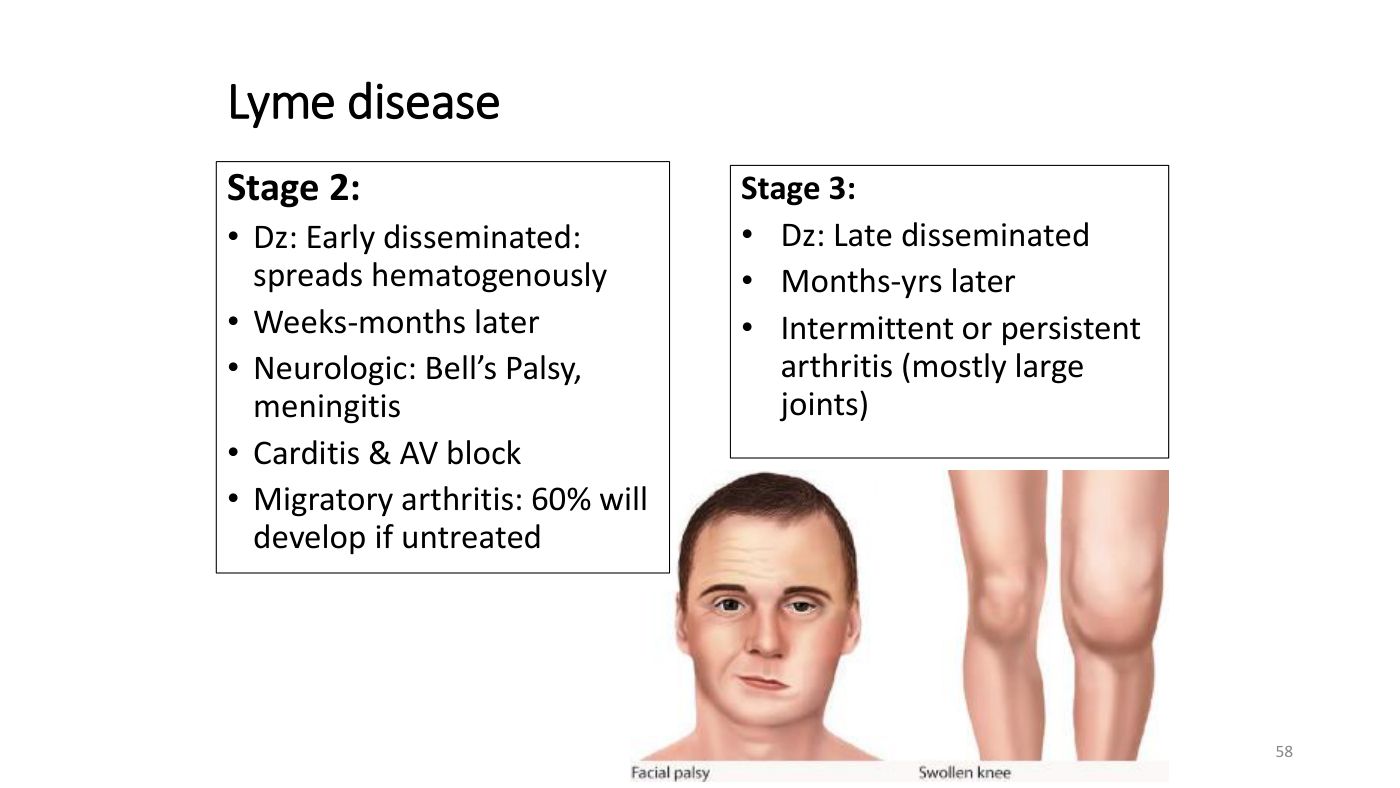 Lyme disease
Stage 2:
• Dz: Early disseminated:
spreads hematogenously
• Weeks-months later
• Neurologic: Bell’s Palsy,
meningitis
• Carditis & AV block
• Migratory arthritis: 60% will
develop if untreated
Stage 3:
• Dz: Late disseminated
• Months-yrs later
• Intermittent or persistent
arthritis (mostly large
joints)
Facial palsy
Swollen knee
58